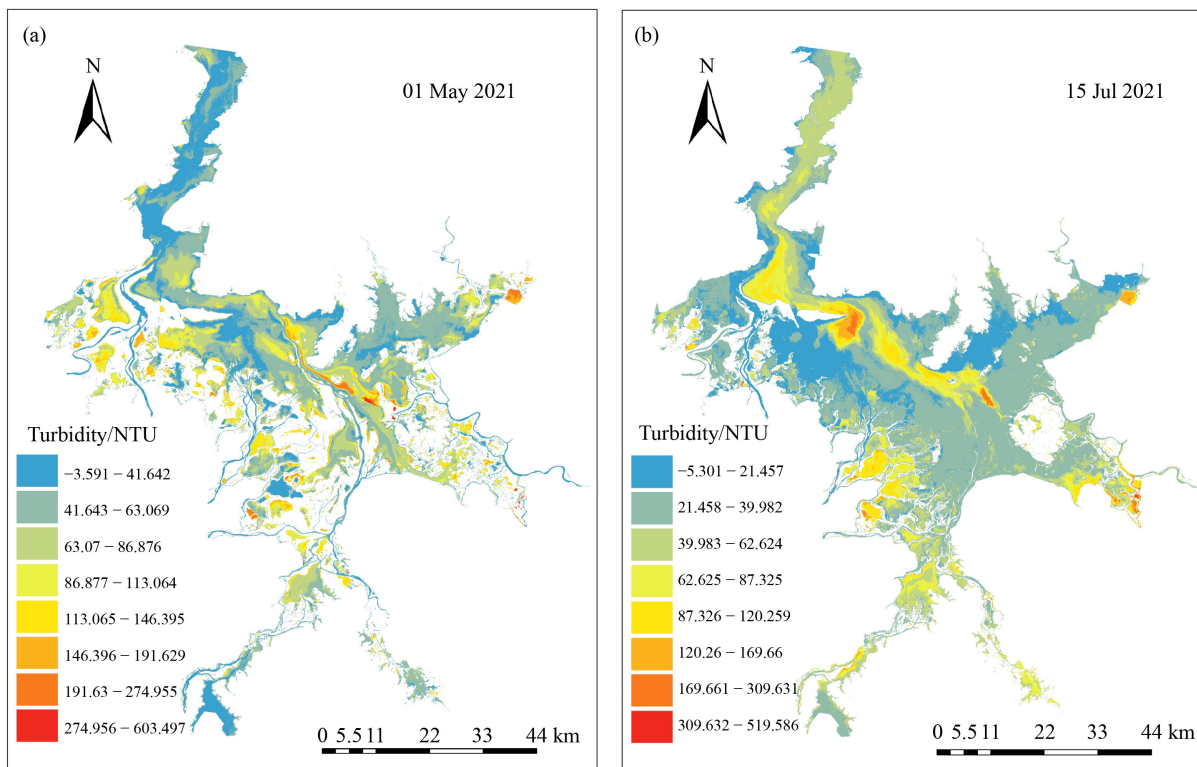 (a)
N
01 May 2021
Turbidity/NTU
−3.591 − 41.642
41.643 − 63.069
63.07 − 86.876
86.877 − 113.064
113.065 − 146.395
146.396 − 191.629
191.63 − 274.955
274.956 − 603.497
0 5.5 11 22 33 44 km
(b)
N
15 Jul 2021
Turbidity/NTU
−5.301 − 21.457
21.458 − 39.982
39.983 − 62.624
62.625 − 87.325
87.326 − 120.259
120.26 − 169.66
169.661 − 309.631
309.632 − 519.586
0 5.5 11 22 33 44 km